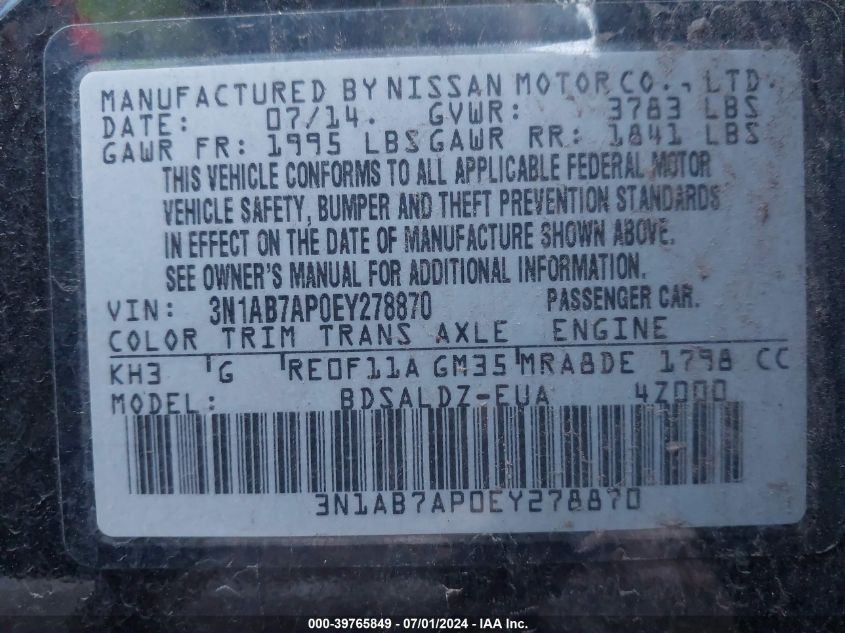 MANUFACTURED BY NISSAN MOTOR CO., LTD.
DATE: 07/14. GVWR: 3783 LBS
GAWR FR: 1995 LBS GAWR RR: 1841 LBS
THIS VEHICLE CONFORMS TO ALL APPLICABLE FEDERAL MOTOR
VEHICLE SAFETY, BUMPER AND THEFT PREVENTION STANDARDS
IN EFFECT ON THE DATE OF MANUFACTURE SHOWN ABOVE.
SEE OWNER'S MANUAL FOR ADDITIONAL INFORMATION.
VIN: 3N1AB7AP0EY278870 PASSENGER CAR.
COLOR TRIM TRANS AXLE ENGINE
KH3 G RE0F11A GM35 MRA8DE 1798 CC
MODEL: BDSALDZ-EUA 4Z000
3N1AB7AP0EY278870
000-39765849 - 07/01/2024 - IAA Inc.